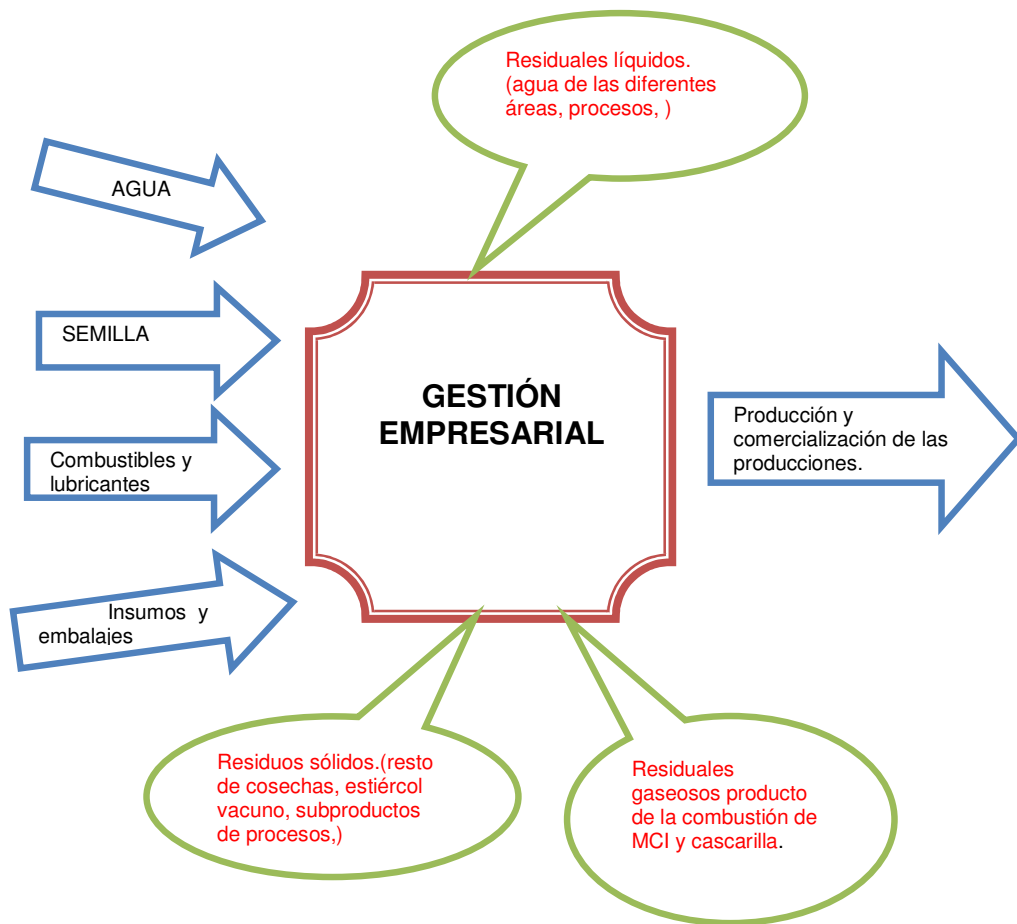 Residuales líquidos.
(agua de las diferentes
áreas, procesos, )
AGUA
SEMILLA
Combustibles y
lubricantes
Insumos y
embalajes
GESTIÓN
EMPRESARIAL
Producción y
comercialización de las
producciones.
Residuos sólidos.(resto
de cosechas, estiércol
vacuno, subproductos
de procesos,)
Residuales
gaseosos producto
de la combustión de
MCI y cascarilla.